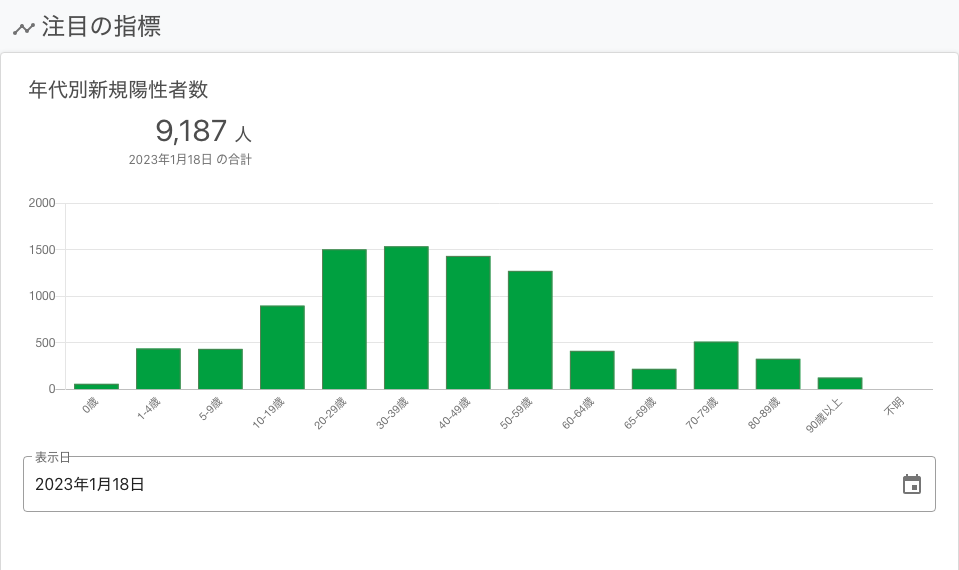 注目の指標
年代別新規陽性者数
9,187 人
2023年1月18日 の合計
2000
1500
1000
500
0
0歳
1-4歳
5-9歳
10-19歳
20-29歳
30-39歳
40-49歳
50-59歳
60-64歳
65-69歳
70-79歳
80-89歳
90歳以上
不明
表示日
2023年1月18日